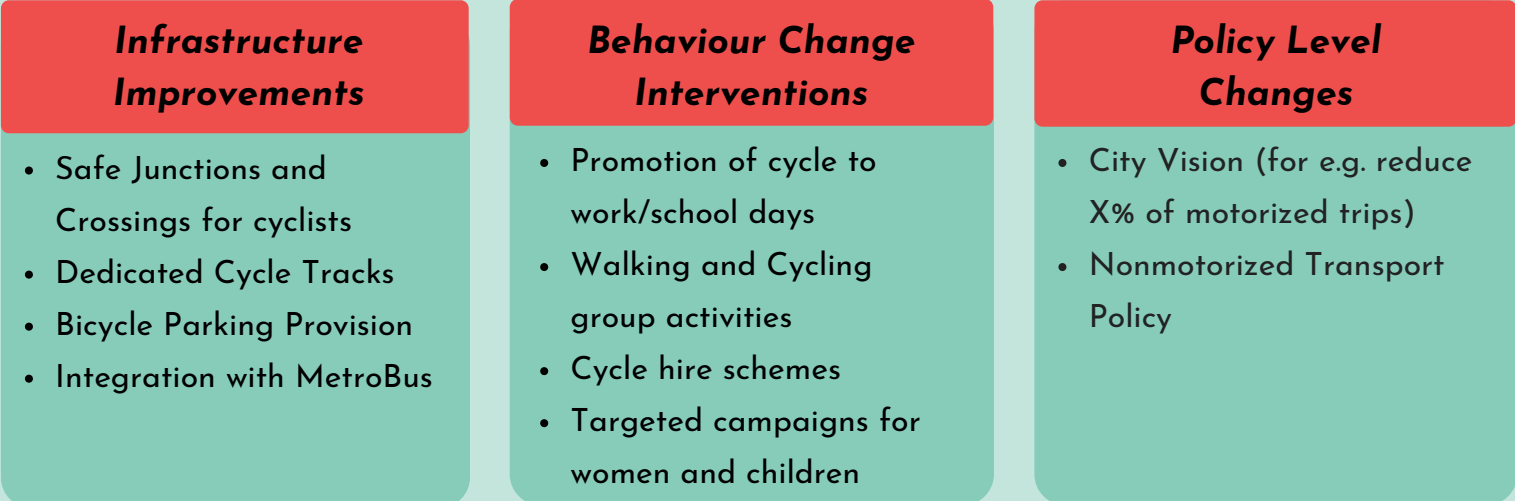 Infrastructure
Improvements
• Safe Junctions and
Crossings for cyclists
• Dedicated Cycle Tracks
• Bicycle Parking Provision
• Integration with MetroBus
Behaviour Change
Interventions
• Promotion of cycle to
work/school days
• Walking and Cycling
group activities
• Cycle hire schemes
• Targeted campaigns for
women and children
Policy Level
Changes
• City Vision (for e.g. reduce
X% of motorized trips)
• Nonmotorized Transport
Policy